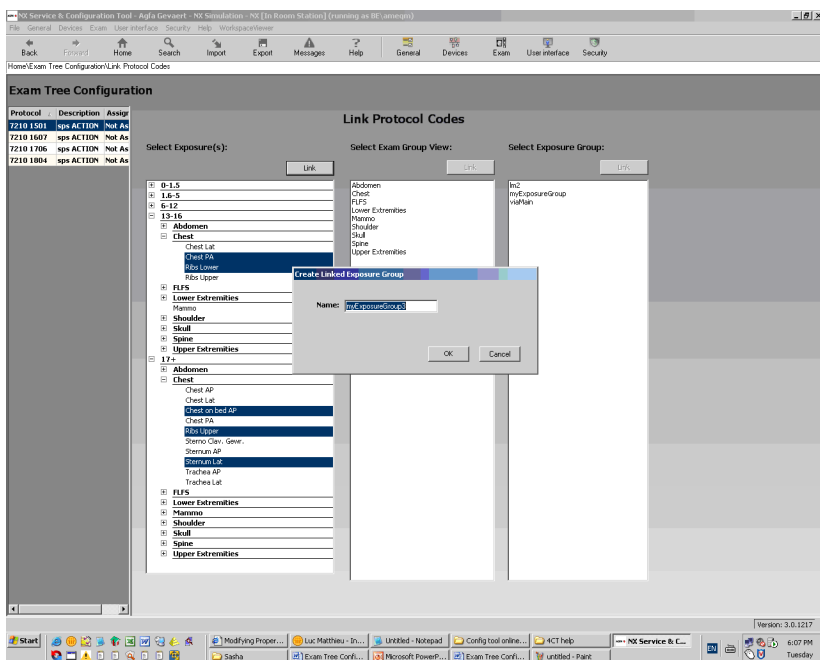 NX Service & Configuration Tool - Agfa Gevaert - NX Simulation - NX [In Room Station] (running as BE\ameqm)
File General Devices Exam User interface Security Help WorkspaceViewer
Back Forward Home Search Import Export Messages Help General Devices Exam User interface Security
Home\Exam Tree Configuration\Link Protocol Codes
Exam Tree Configuration
Protocol Description Assigr
7210 1501 sps ACTION Not As
7210 1607 sps ACTION Not As
7210 1706 sps ACTION Not As
7210 1804 sps ACTION Not As
Link Protocol Codes
Select Exposure(s):
Link
0-1.5
1.6-5
6-12
13-16
Abdomen
Chest
Chest Lat
Chest PA
Ribs Lower
Ribs Upper
FLFS
Lower Extremities
Mammo
Shoulder
Skull
Spine
Upper Extremities
17+
Abdomen
Chest
Chest AP
Chest Lat
Chest on bed AP
Chest PA
Ribs Upper
Sterno Clav. Gewr.
Sternum AP
Sternum Lat
Trachea AP
Trachea Lat
FLFS
Lower Extremities
Mammo
Shoulder
Skull
Spine
Upper Extremities
Select Exam Group View:
Link
Abdomen
Chest
FLFS
Lower Extremities
Mammo
Shoulder
Skull
Spine
Upper Extremities
Select Exposure Group:
Link
lm2
myExposureGroup
viaMain
Create Linked Exposure Group
Name: myExposureGroup3
OK Cancel
Version: 3.0.1217
Start Modifying Proper... Luc Matthieu - In... Untitled - Notepad Config tool online... 4CT help NX Service & C... 6:07 PM
Sasha Exam Tree Confi... Microsoft PowerP... Exam Tree Confi... untitled - Paint EN Tuesday